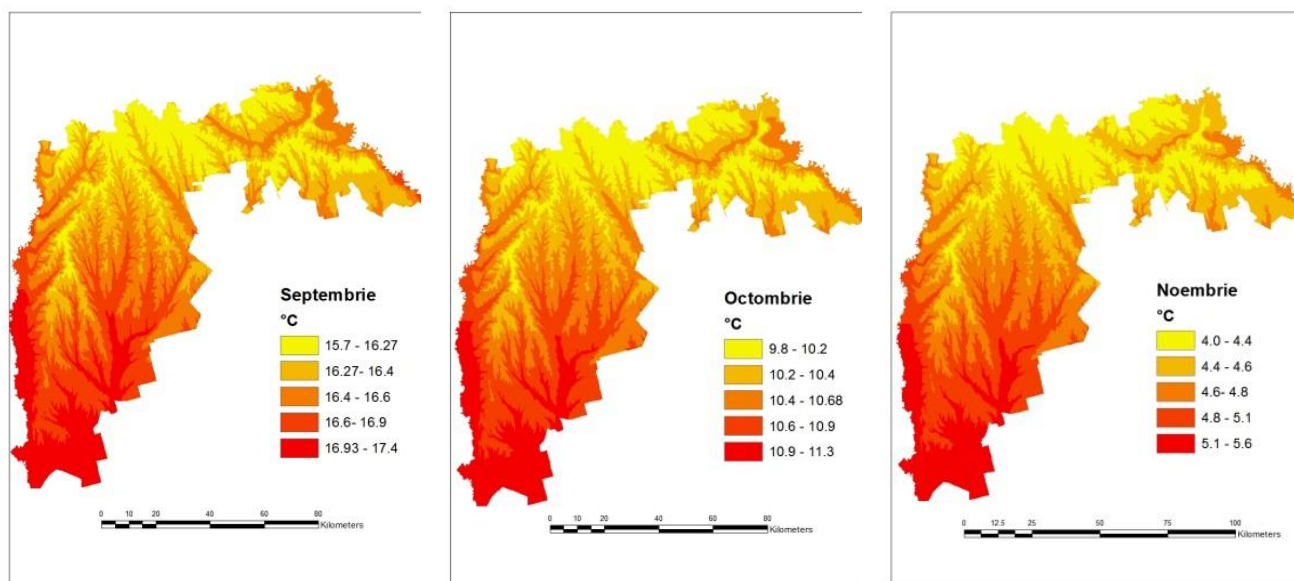 Septembrie
°C
15.7 - 16.27
16.27- 16.4
16.4 - 16.6
16.6- 16.9
16.93 - 17.4
0 5 10 20 40 60 80
Kilometers
Octombrie
°C
9.8 - 10.2
10.2 - 10.4
10.4 - 10.68
10.6 - 10.9
10.9 - 11.3
0 5 10 20 40 60 80
Kilometers
Noembrie
°C
4.0 - 4.4
4.4 - 4.6
4.6- 4.8
4.8 - 5.1
5.1 - 5.6
0 12.5 25 50 75 100
Kilometers